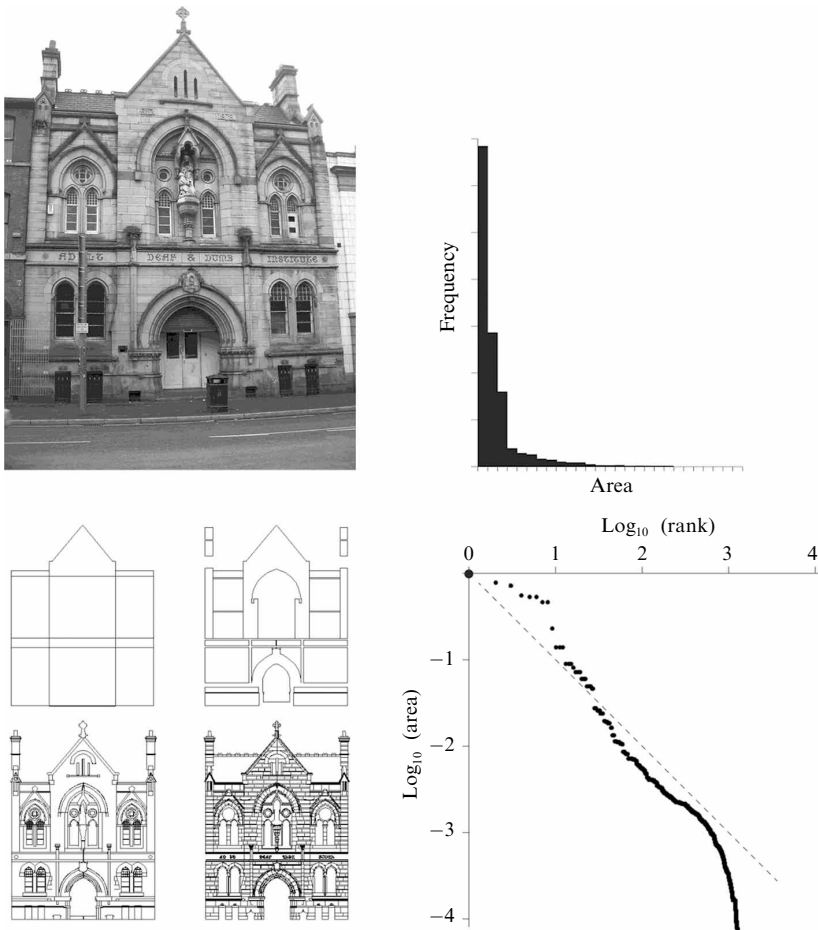 ADULT DEAF & DUMB INSTITUTE
Frequency
Area
Log10 (rank)
0 1 2 3 4
−1
−2
−3
−4
Log10 (area)